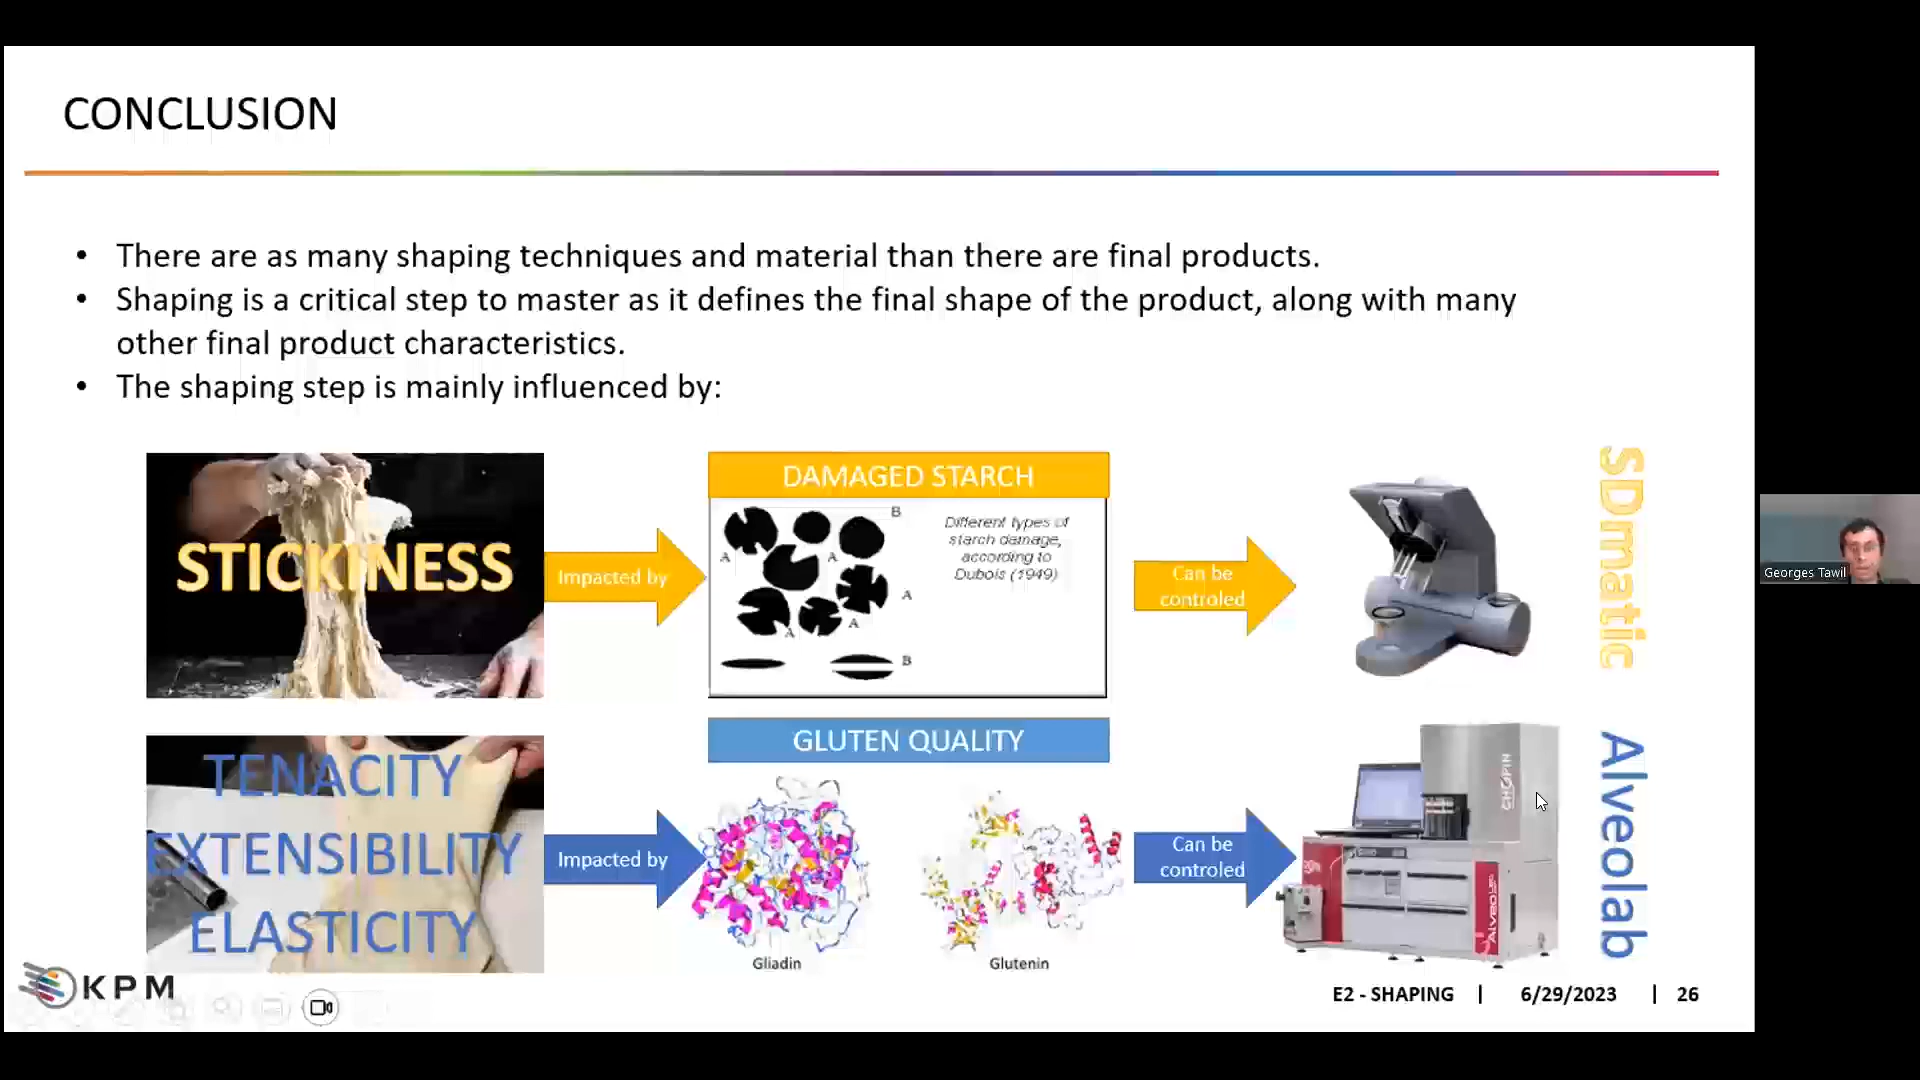 CONCLUSION
• There are as many shaping techniques and material than there are final products.
• Shaping is a critical step to master as it defines the final shape of the product, along with many
other final product characteristics.
• The shaping step is mainly influenced by:
STICKINESS
Impacted by
DAMAGED STARCH
B
A
A
A
A
A
B
Different types of
starch damage,
according to
Dubois (1949)
Can be
controled
SDmatic
Georges Tawil
TENACITY
EXTENSIBILITY
ELASTICITY
Impacted by
GLUTEN QUALITY
Gliadin
Glutenin
Can be
controled
CHOPIN
Alveolab
KPM
E2 - SHAPING | 6/29/2023 | 26